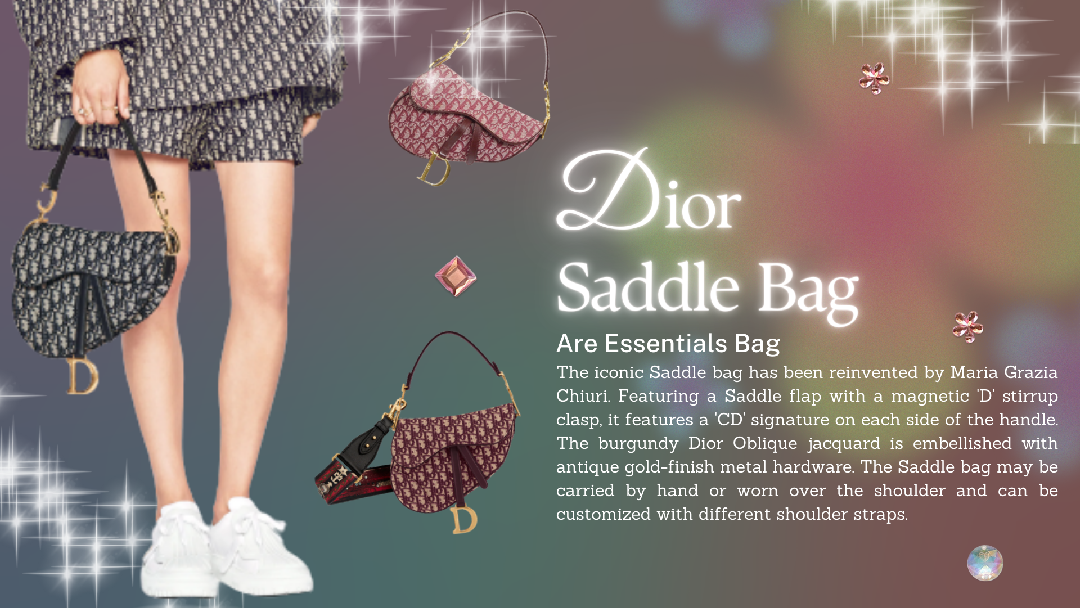 Dior
Saddle Bag
Are Essentials Bag
The iconic Saddle bag has been reinvented by Maria Grazia
Chiuri. Featuring a Saddle flap with a magnetic 'D' stirrup
clasp, it features a 'CD' signature on each side of the handle.
The burgundy Dior Oblique jacquard is embellished with
antique gold-finish metal hardware. The Saddle bag may be
carried by hand or worn over the shoulder and can be
customized with different shoulder straps.
D
D
D